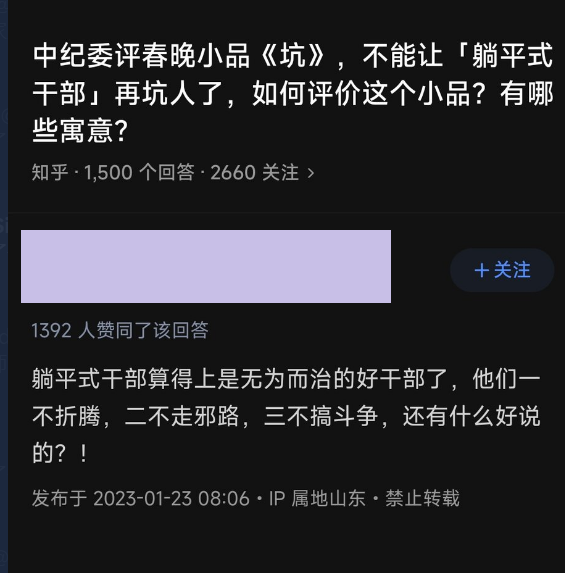 中纪委评春晚小品《坑》，不能让「躺平式
干部」再坑人了，如何评价这个小品？有哪
些寓意？
知乎 · 1,500 个回答 · 2660 关注 >
+ 关注
1392 人赞同了该回答
躺平式干部算得上是无为而治的好干部了，他们一
不折腾，二不走邪路，三不搞斗争，还有什么好说
的？！
发布于 2023-01-23 08:06 · IP 属地山东 · 禁止转载